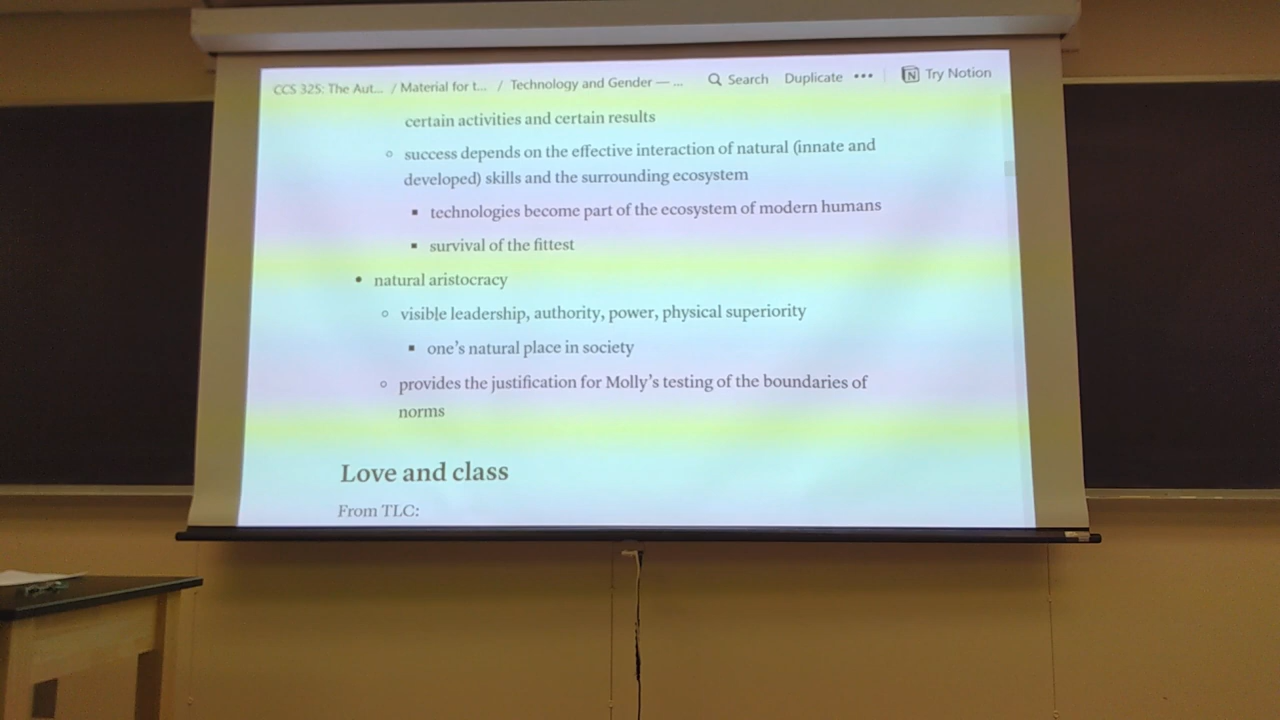 CCS 325: The Aut... / Material for t... / Technology and Gender — ... Search Duplicate ••• Try Notion
certain activities and certain results
◦ success depends on the effective interaction of natural (innate and
developed) skills and the surrounding ecosystem
▪ technologies become part of the ecosystem of modern humans
▪ survival of the fittest
• natural aristocracy
◦ visible leadership, authority, power, physical superiority
▪ one's natural place in society
◦ provides the justification for Molly's testing of the boundaries of
norms
Love and class
From TLC: